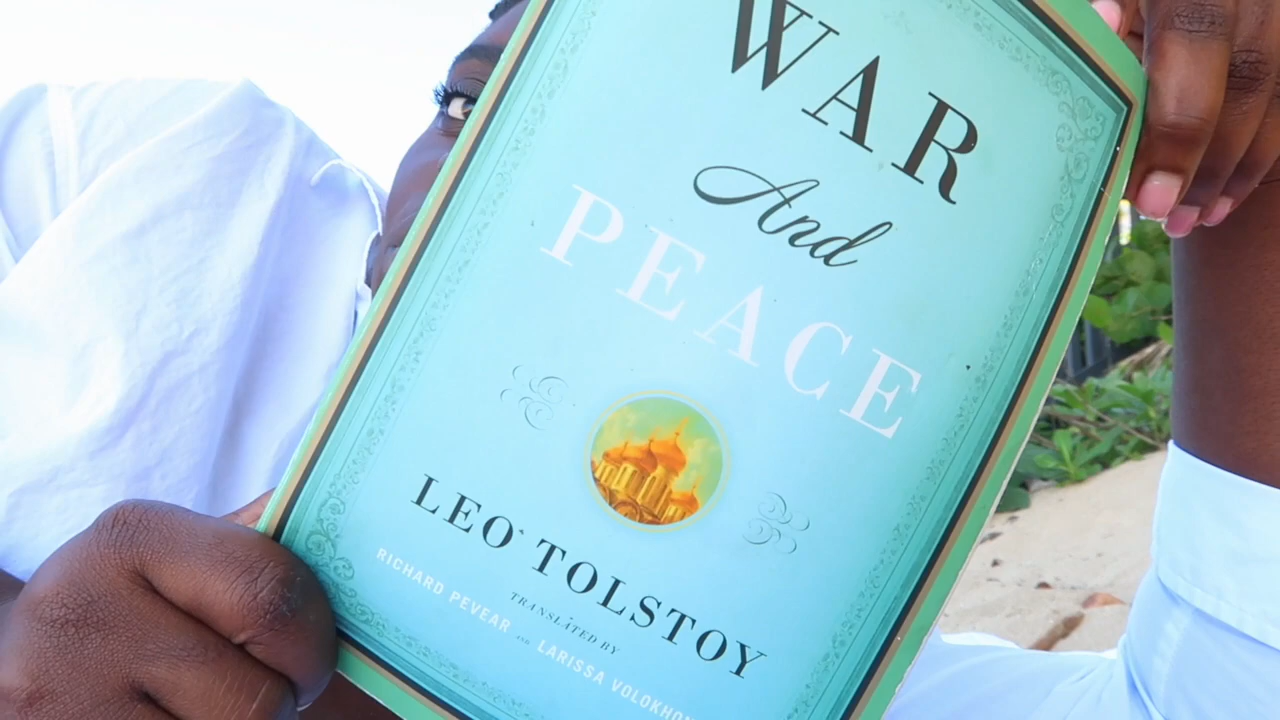 WAR
And
PEACE
LEO TOLSTOY
TRANSLATED BY
RICHARD PEVEAR AND LARISSA